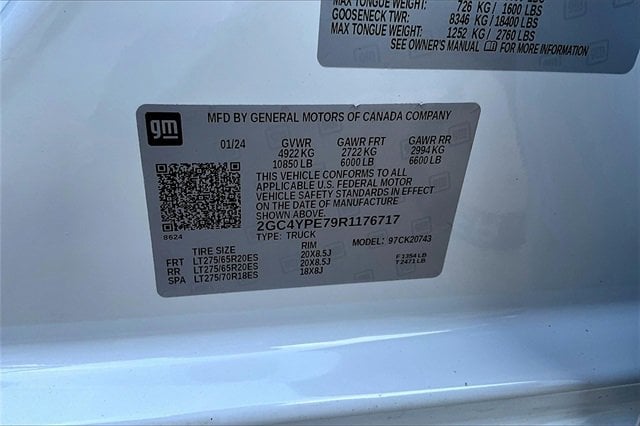 MAX TONGUE WEIGHT: 726 KG / 1600 LBS
GOOSENECK TWR: 8346 KG / 18400 LBS
MAX TONGUE WEIGHT: 1252 KG / 2760 LBS
SEE OWNER'S MANUAL FOR MORE INFORMATION
gm
MFD BY GENERAL MOTORS OF CANADA COMPANY
01/24 GVWR GAWR FRT GAWR RR
4922 KG 2722 KG 2994 KG
10850 LB 6000 LB 6600 LB
THIS VEHICLE CONFORMS TO ALL
APPLICABLE U.S. FEDERAL MOTOR
VEHICLE SAFETY STANDARDS IN EFFECT
ON THE DATE OF MANUFACTURE
SHOWN ABOVE.
2GC4YPE79R1176717
8624 TYPE: TRUCK MODEL: 97CK20743
TIRE SIZE RIM
FRT LT275/65R20ES 20X8.5J F 3354 LB
RR LT275/65R20ES 20X8.5J T 2471 LB
SPA LT275/70R18ES 18X8J